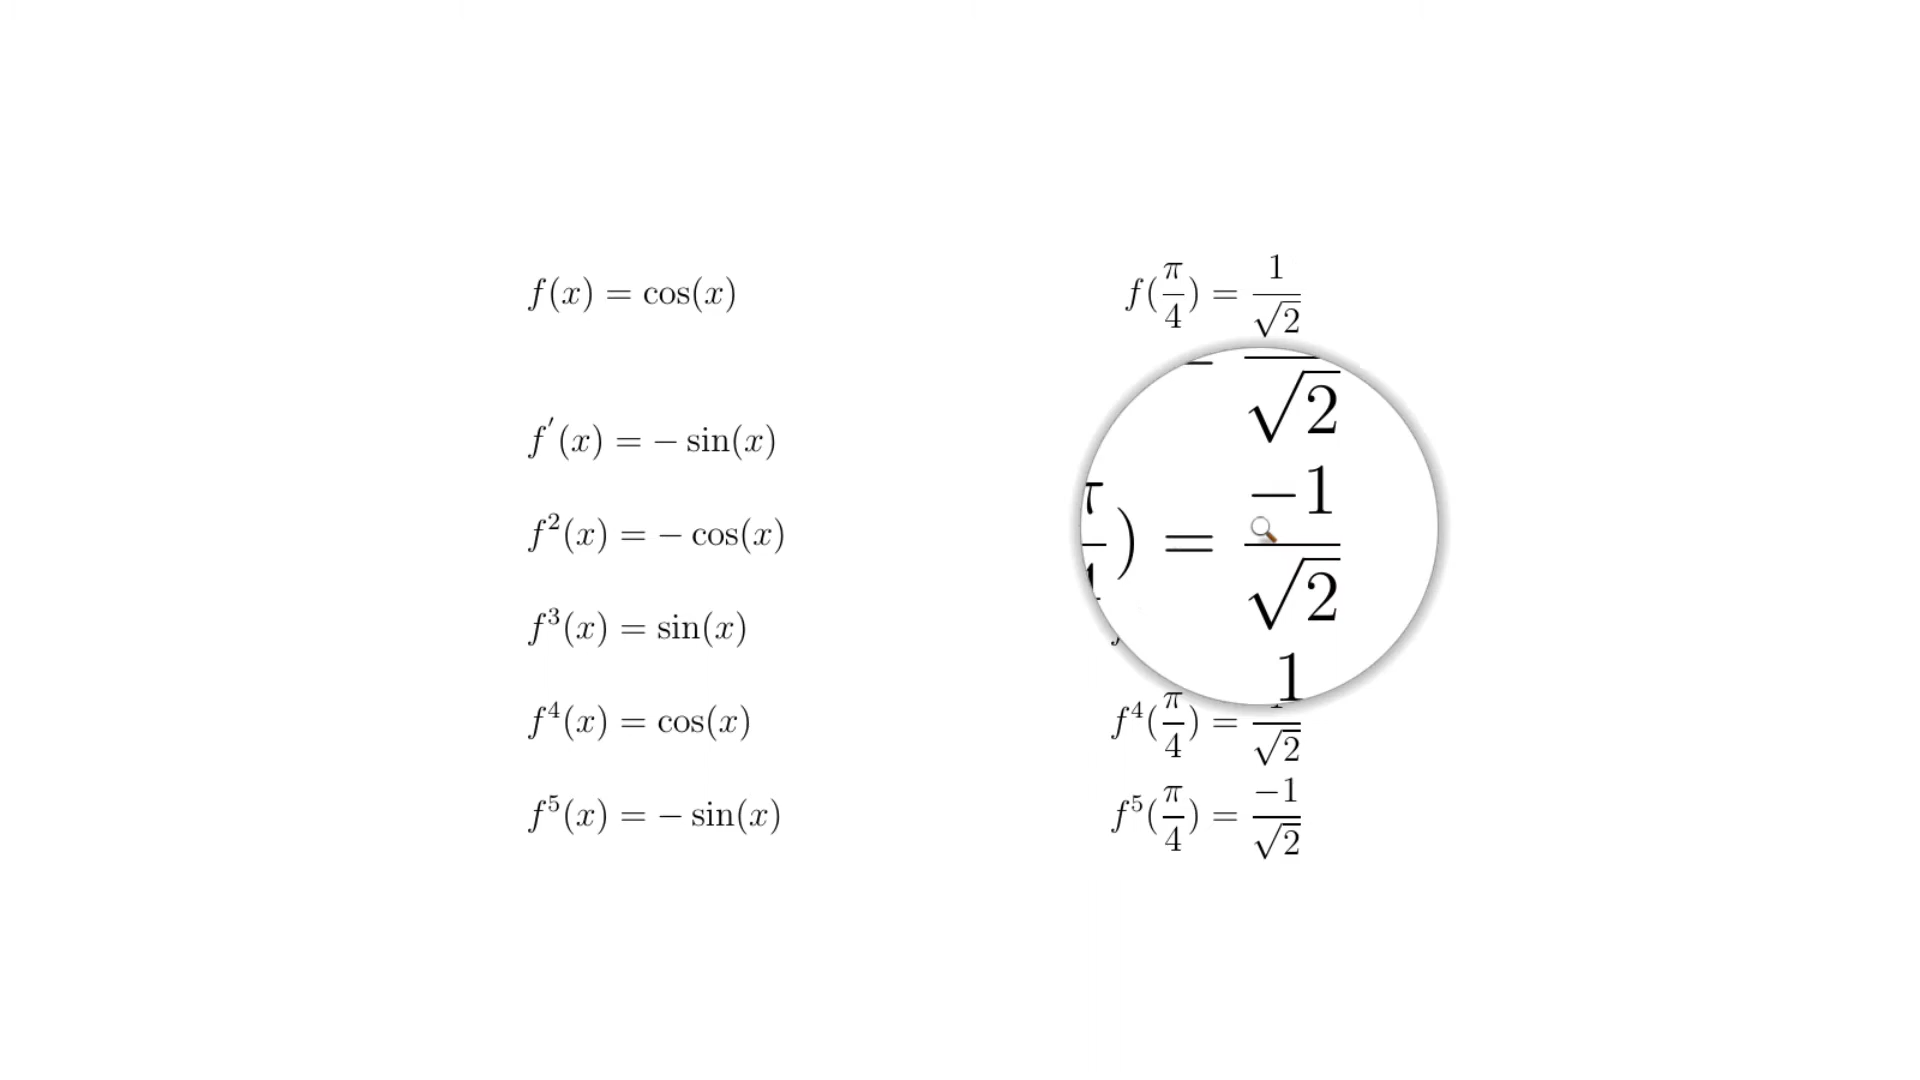 f(x) = cos(x) f(π/4) = 1/√2
f'(x) = − sin(x) √2
f²(x) = − cos(x) ) = −1/√2
f³(x) = sin(x) 1
f⁴(x) = cos(x) f⁴(π/4) = 1/√2
f⁵(x) = − sin(x) f⁵(π/4) = −1/√2